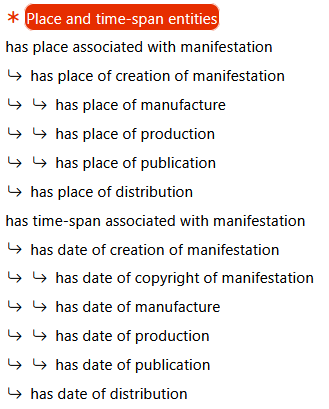 * Place and time-span entities
has place associated with manifestation
↪ has place of creation of manifestation
↪ ↪ has place of manufacture
↪ ↪ has place of production
↪ ↪ has place of publication
↪ has place of distribution
has time-span associated with manifestation
↪ has date of creation of manifestation
↪ ↪ has date of copyright of manifestation
↪ ↪ has date of manufacture
↪ ↪ has date of production
↪ ↪ has date of publication
↪ has date of distribution